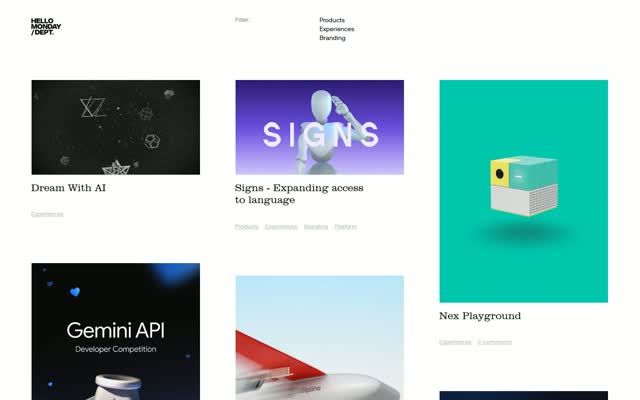 HELLO
MONDAY
/DEPT.
Filter:
Products
Experiences
Branding
SIGNS
Dream With AI
Experiences
Signs - Expanding access
to language
Products Experiences Branding Platform
Nex Playground
Experiences E-commerce
Gemini API
Developer Competition